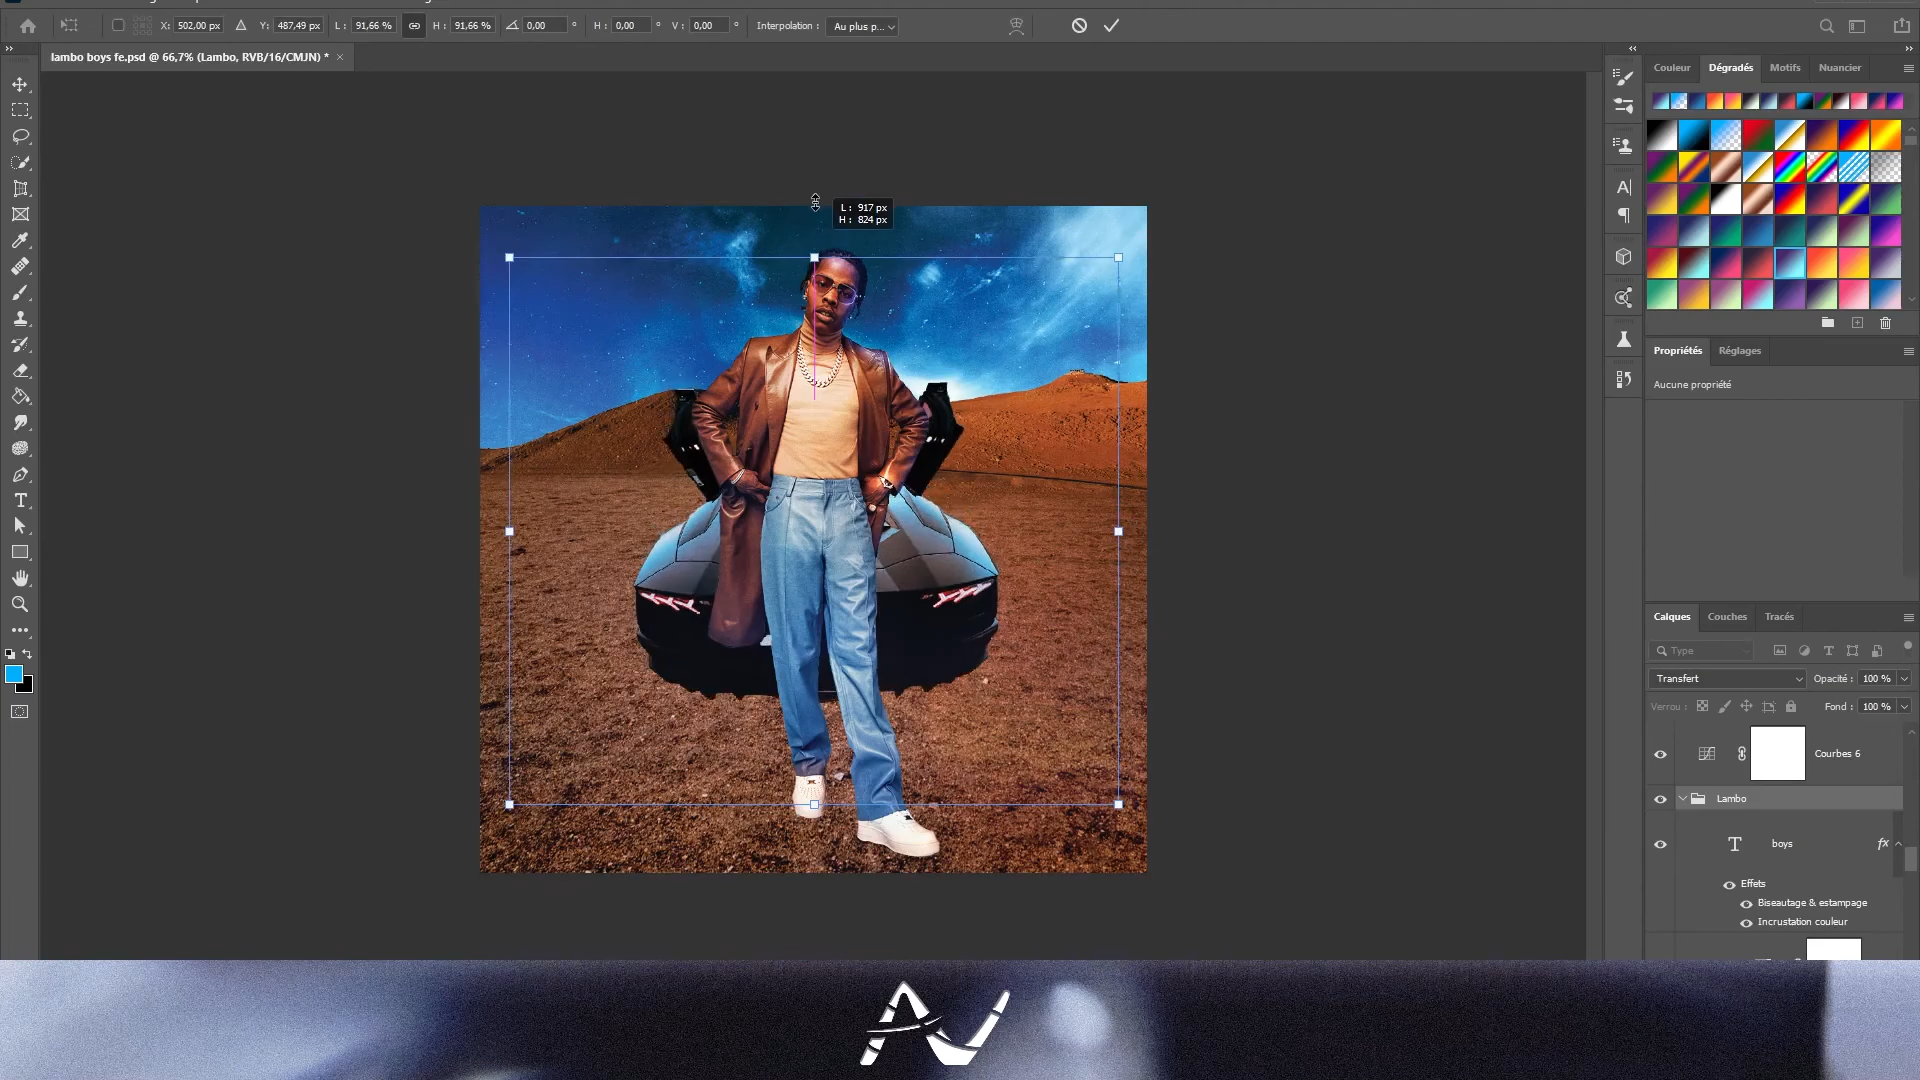 X: 502,00 px Y: 487,49 px L : 91,66 % H : 91,66 % 0,00 ° H : 0,00 ° V : 0,00 ° Interpolation : Au plus p...
lambo boys fe.psd @ 66,7% (Lambo, RVB/16/CMJN) * ×
L : 917 px
H : 824 px
Couleur Dégradés Motifs Nuancier
Propriétés Réglages
Aucune propriété
Calques Couches Tracés
Type
Transfert Opacité : 100 %
Verrou : Fond : 100 %
Courbes 6
Lambo
T boys fx
Effets
Biseautage & estampage
Incrustation couleur